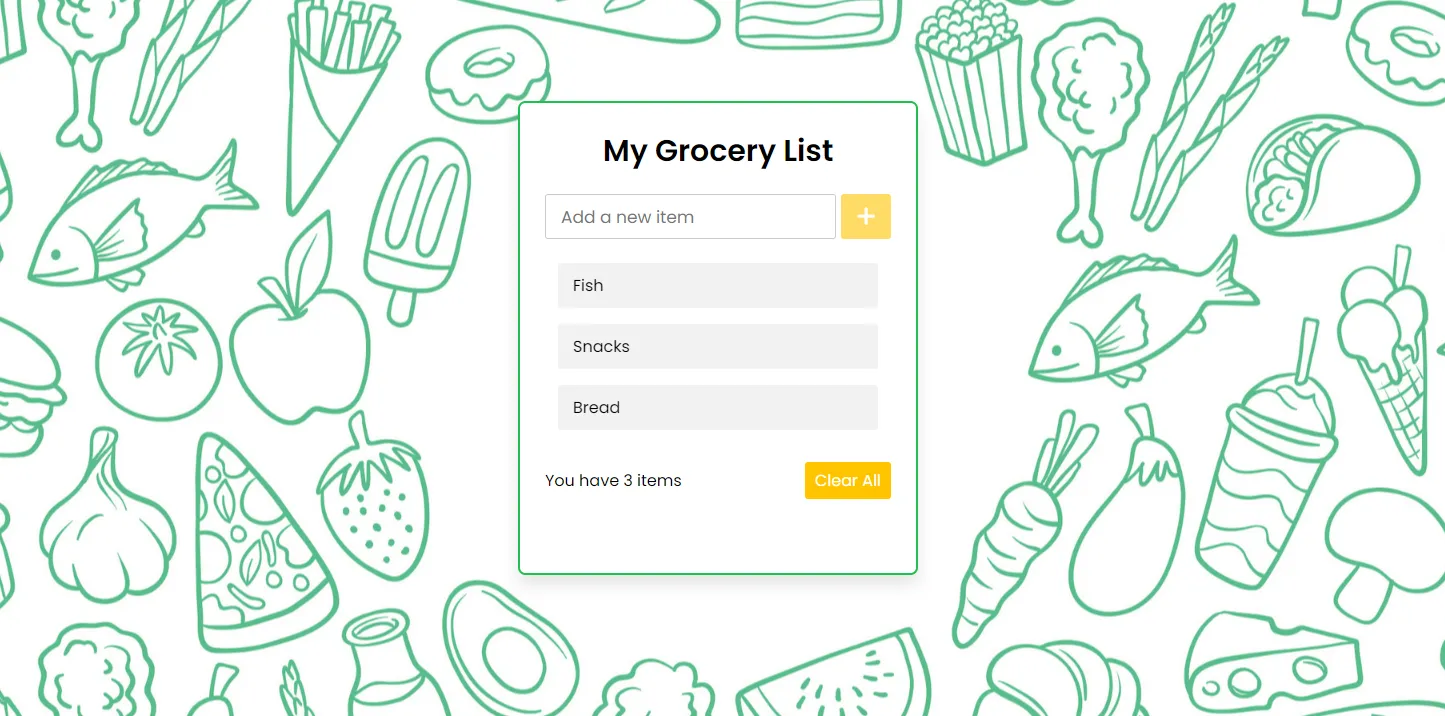 My Grocery List
Add a new item
+
Fish
Snacks
Bread
You have 3 items
Clear All